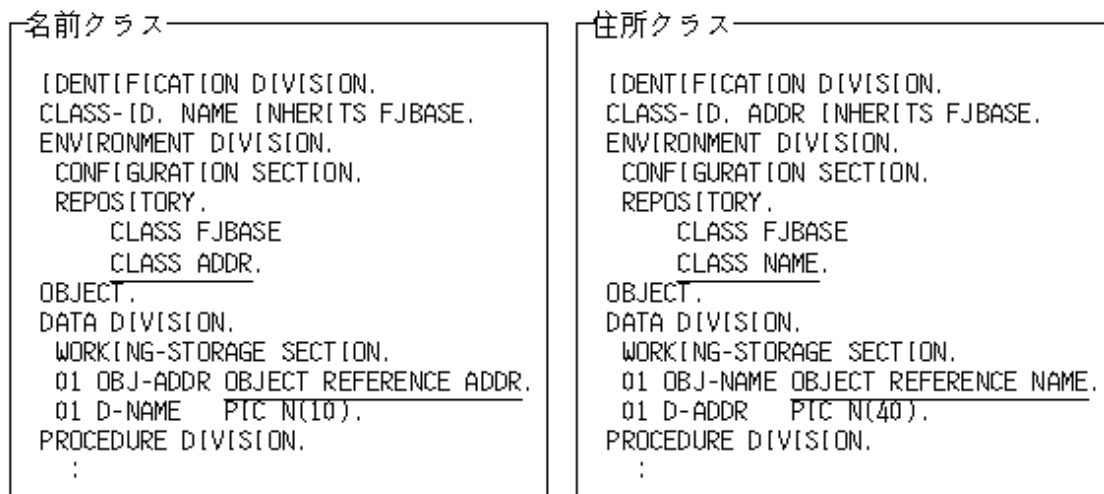 名前クラス
IDENTIFICATION DIVISION.
CLASS-ID. NAME INHERITS FJBASE.
ENVIRONMENT DIVISION.
CONFIGURATION SECTION.
REPOSITORY.
CLASS FJBASE
CLASS ADDR.
OBJECT.
DATA DIVISION.
WORKING-STORAGE SECTION.
01 OBJ-ADDR OBJECT REFERENCE ADDR.
01 D-NAME PIC N(10).
PROCEDURE DIVISION.
:
住所クラス
IDENTIFICATION DIVISION.
CLASS-ID. ADDR INHERITS FJBASE.
ENVIRONMENT DIVISION.
CONFIGURATION SECTION.
REPOSITORY.
CLASS FJBASE
CLASS NAME.
OBJECT.
DATA DIVISION.
WORKING-STORAGE SECTION.
01 OBJ-NAME OBJECT REFERENCE NAME.
01 D-ADDR PIC N(40).
PROCEDURE DIVISION.
: